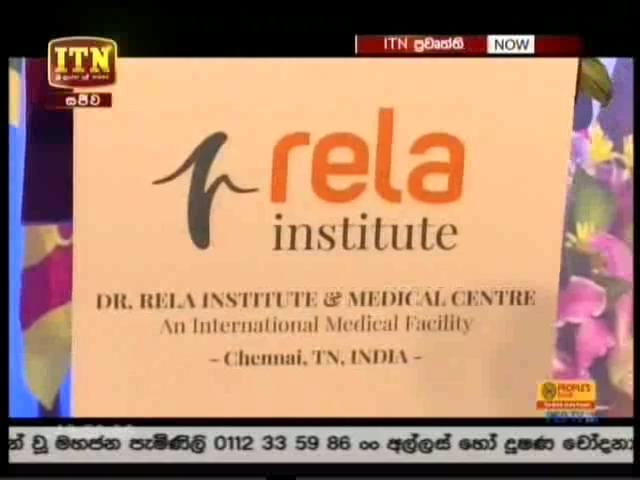 ITN
ITN ප්‍රවෘත්ති NOW
සජීව
rela
institute
DR. RELA INSTITUTE & MEDICAL CENTRE
An International Medical Facility
- Chennai, TN, INDIA -
PEOPLE'S
න් වූ මහජන පැමිණිලි 0112 33 59 86 ංං අල්ලස් හෝ දූෂණ චෝදනා